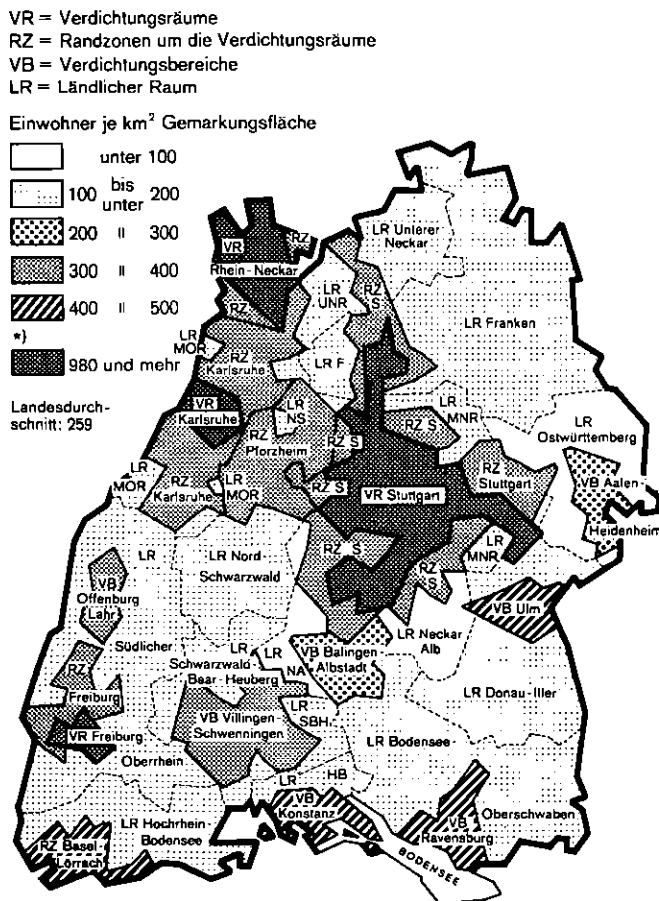 VR = Verdichtungsräume
RZ = Randzonen um die Verdichtungsräume
VB = Verdichtungsbereiche
LR = Ländlicher Raum
Einwohner je km² Gemarkungsfläche
unter 100
100 bis unter 200
200 " 300
300 " 400
400 " 500
*)
980 und mehr
Landesdurch-
schnitt: 259
LR Unterer
Neckar
VR
RZ
Rhein-Neckar
RZ
LR
UNR
RZ
S
LR Franken
LR
MOR
RZ
Karlsruhe
LR F
VR
Karlsruhe
LR
NS
RZ
Pforzheim
RZ S
RZ S
LR
MNR
LR
Ostwürttemberg
LR
MOR
RZ
Karlsruhe
LR
MOR
RZ S
VR Stuttgart
RZ
Stuttgart
VB Aalen-
Heidenheim
LR
LR Nord-
Schwarzwald
RZ S
RZ
S
LR
MNR
VB
Offenburg
Lahr
VB Ulm
Südlicher
LR
Schwarzwald
Baar-Heuberg
LR
NA
VB Balingen-
Albstadt
LR Neckar
Alb
RZ
Freiburg
VB Villingen-
Schwenningen
LR
SBH
LR Donau-Iller
VR Freiburg
Oberrhein
LR Bodensee-
LR
HB
Oberschwaben
LR Hochrhein-
Bodensee
VB
Konstanz
VB
Ravensburg
RZ Basel-
Lörrach
BODENSEE